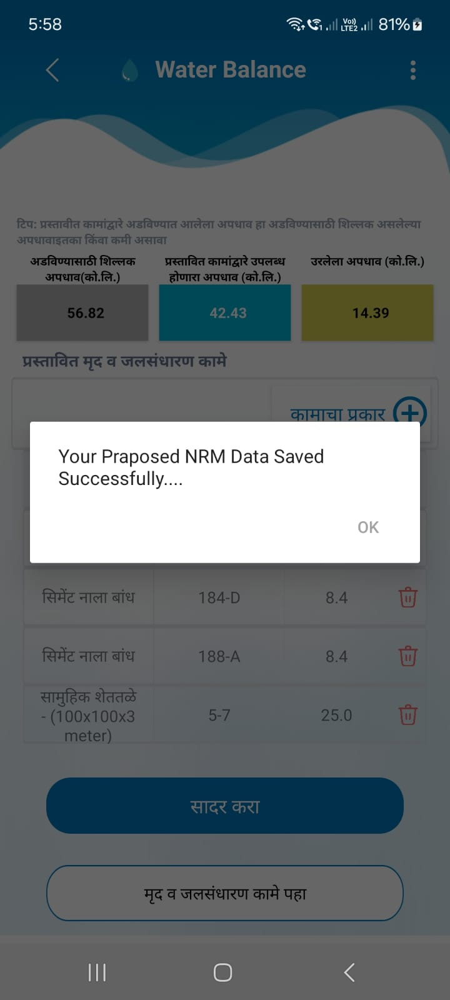 5:58
Vo))
LTE2
81%
Water Balance
टिप: प्रस्तावीत कामांद्वारे अडविण्यात आलेला अपधाव हा अडविण्यासाठी शिल्लक असलेल्या
अपधावाइतका किंवा कमी असावा
अडविण्यासाठी शिल्लक
अपधाव(को.लि.)
प्रस्तावित कामांद्वारे उपलब्ध
होणारा अपधाव (को.लि.)
उरलेला अपधाव (को.लि.)
56.82
42.43
14.39
प्रस्तावित मृद व जलसंधारण कामे
कामाचा प्रकार
Your Praposed NRM Data Saved
Successfully....
OK
सिमेंट नाला बांध 184-D 8.4
सिमेंट नाला बांध 188-A 8.4
सामुहिक शेततळे
- (100x100x3
meter)
5-7
25.0
सादर करा
मृद व जलसंधारण कामे पहा